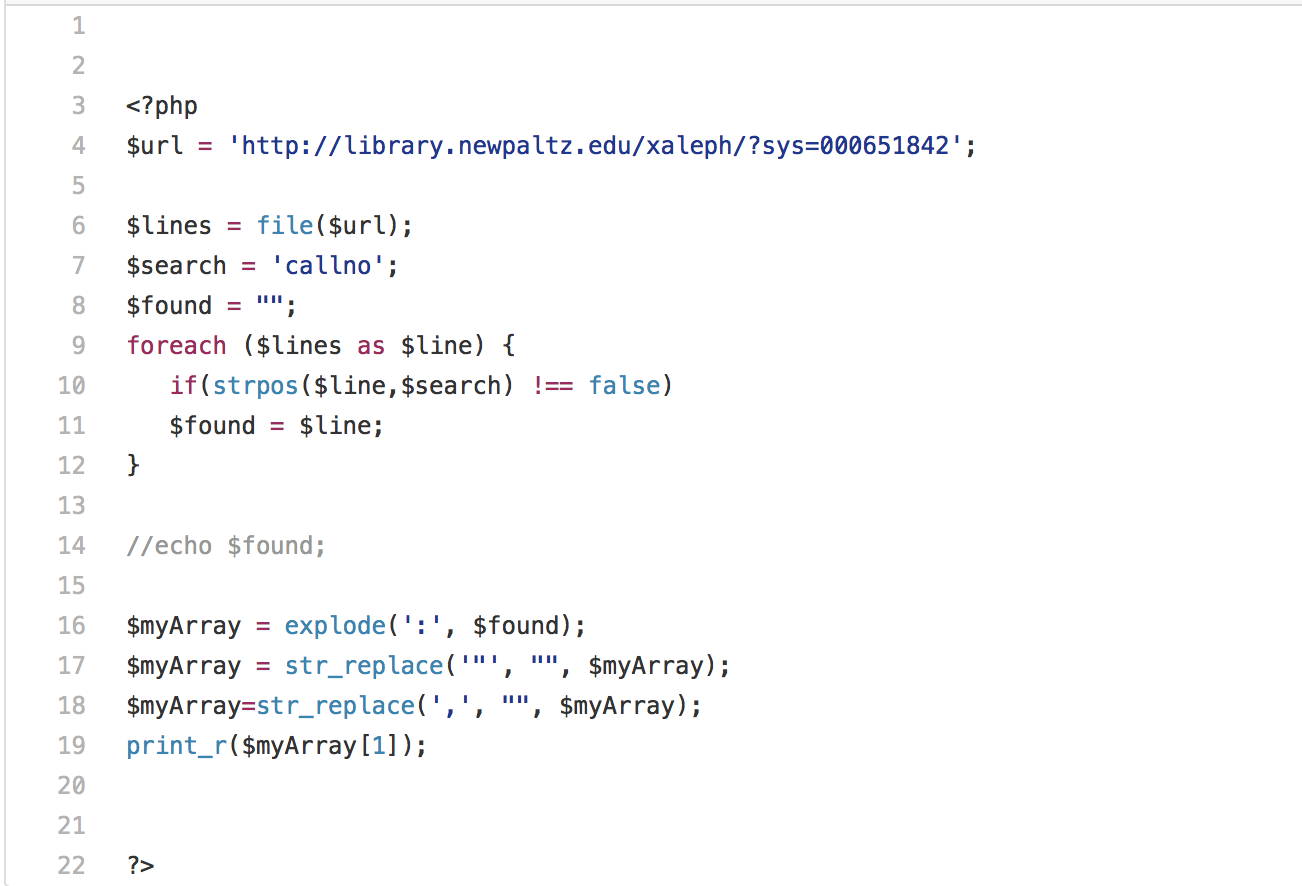 1
2
3 <?php
4 $url = 'http://library.newpaltz.edu/xaleph/?sys=000651842';
5
6 $lines = file($url);
7 $search = 'callno';
8 $found = "";
9 foreach ($lines as $line) {
10    if(strpos($line,$search) !== false)
11    $found = $line;
12 }
13
14 //echo $found;
15
16 $myArray = explode(':', $found);
17 $myArray = str_replace('"', "", $myArray);
18 $myArray=str_replace(',', "", $myArray);
19 print_r($myArray[1]);
20
21
22 ?>